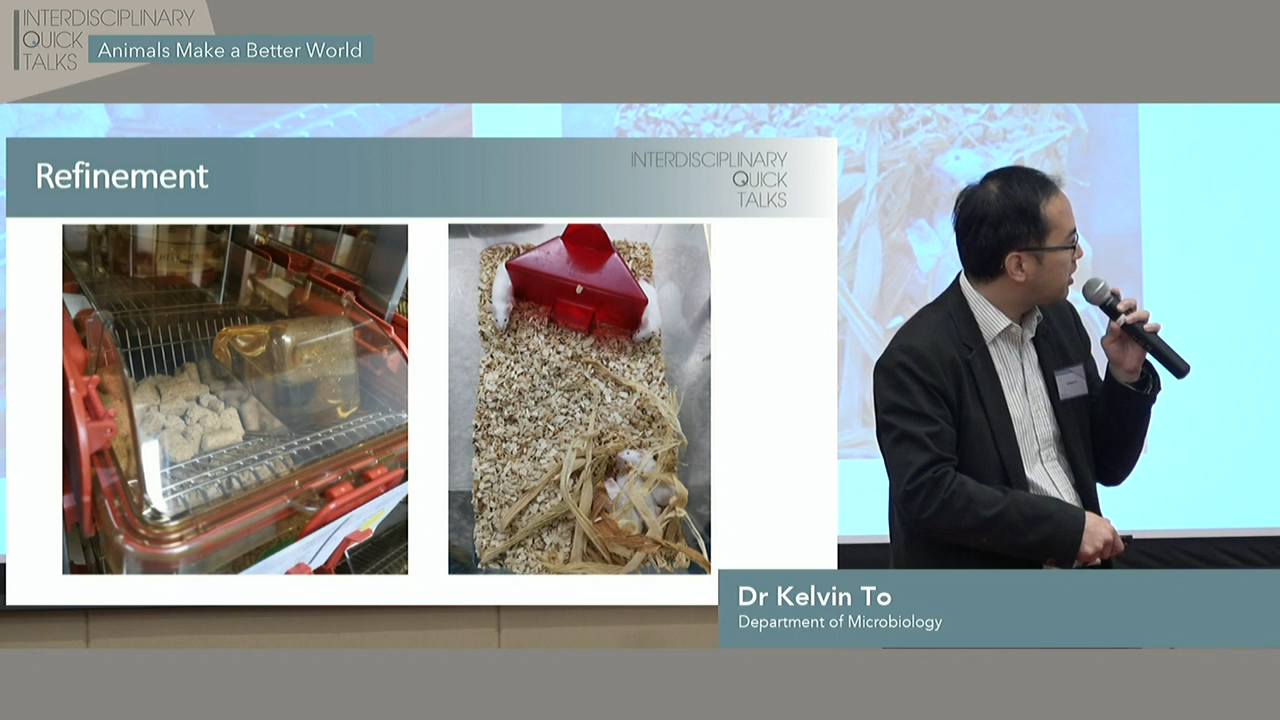 INTERDISCIPLINARY
QUICK
TALKS
Animals Make a Better World
Refinement
INTERDISCIPLINARY
QUICK
TALKS
Dr Kelvin To
Department of Microbiology